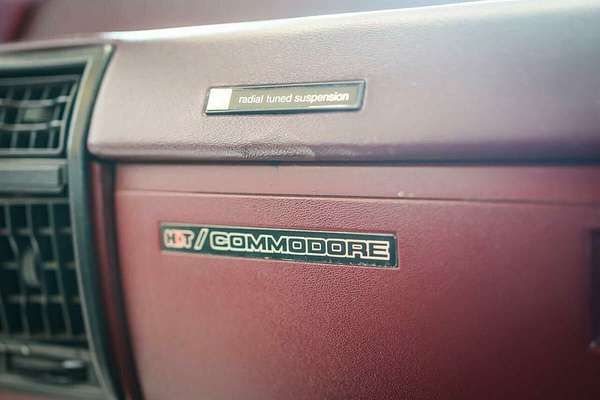 radial tuned suspension
HDT/COMMODORE